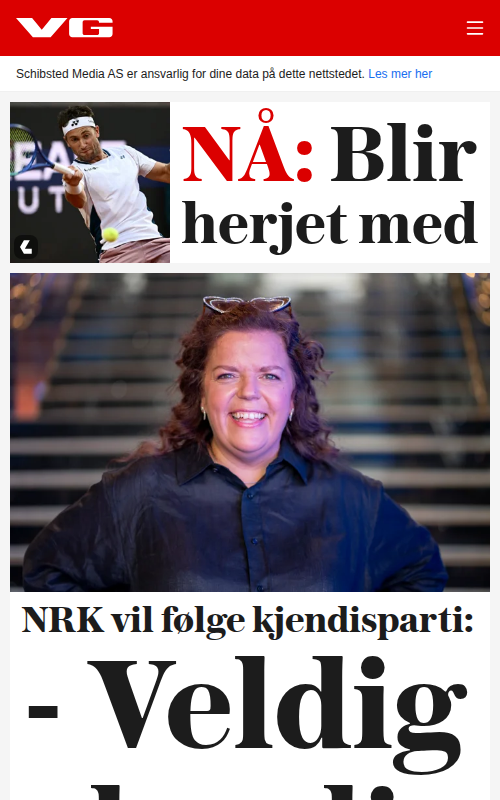 VG
Schibsted Media AS er ansvarlig for dine data på dette nettstedet. Les mer her
NÅ: Blir
herjet med
NRK vil følge kjendisparti:
- Veldig